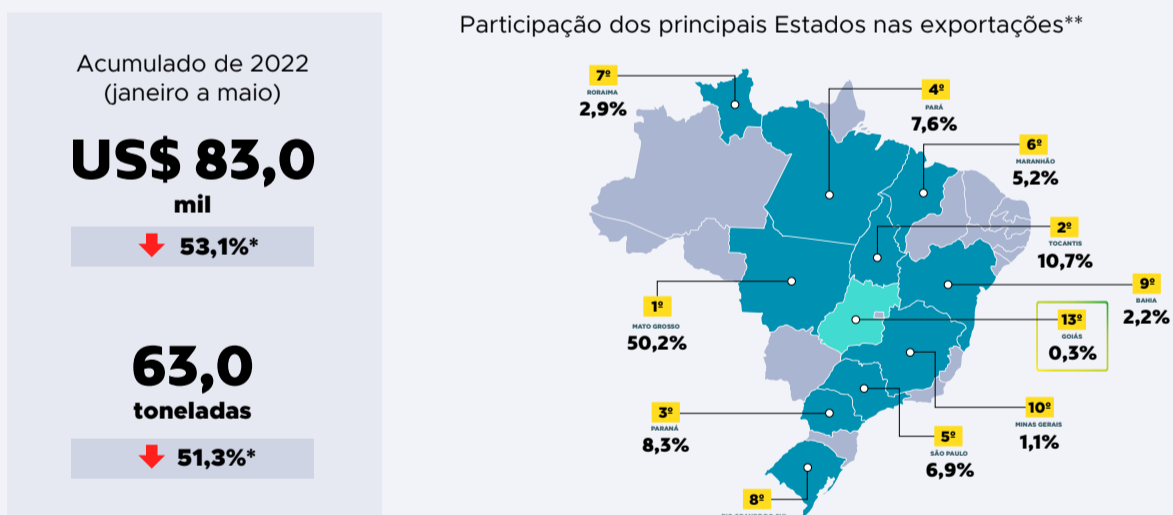 Acumulado de 2022
(janeiro a maio)
US$ 83,0
mil
53,1%*
63,0
toneladas
51,3%*
Participação dos principais Estados nas exportações**
7º
RORAIMA
2,9%
4º
PARÁ
7,6%
6º
MARANHÃO
5,2%
2º
TOCANTIS
10,7%
9º
BAHIA
2,2%
1º
MATO GROSSO
50,2%
13º
GOIÁS
0,3%
10º
MINAS GERAIS
1,1%
3º
PARANÁ
8,3%
5º
SÃO PAULO
6,9%
8º